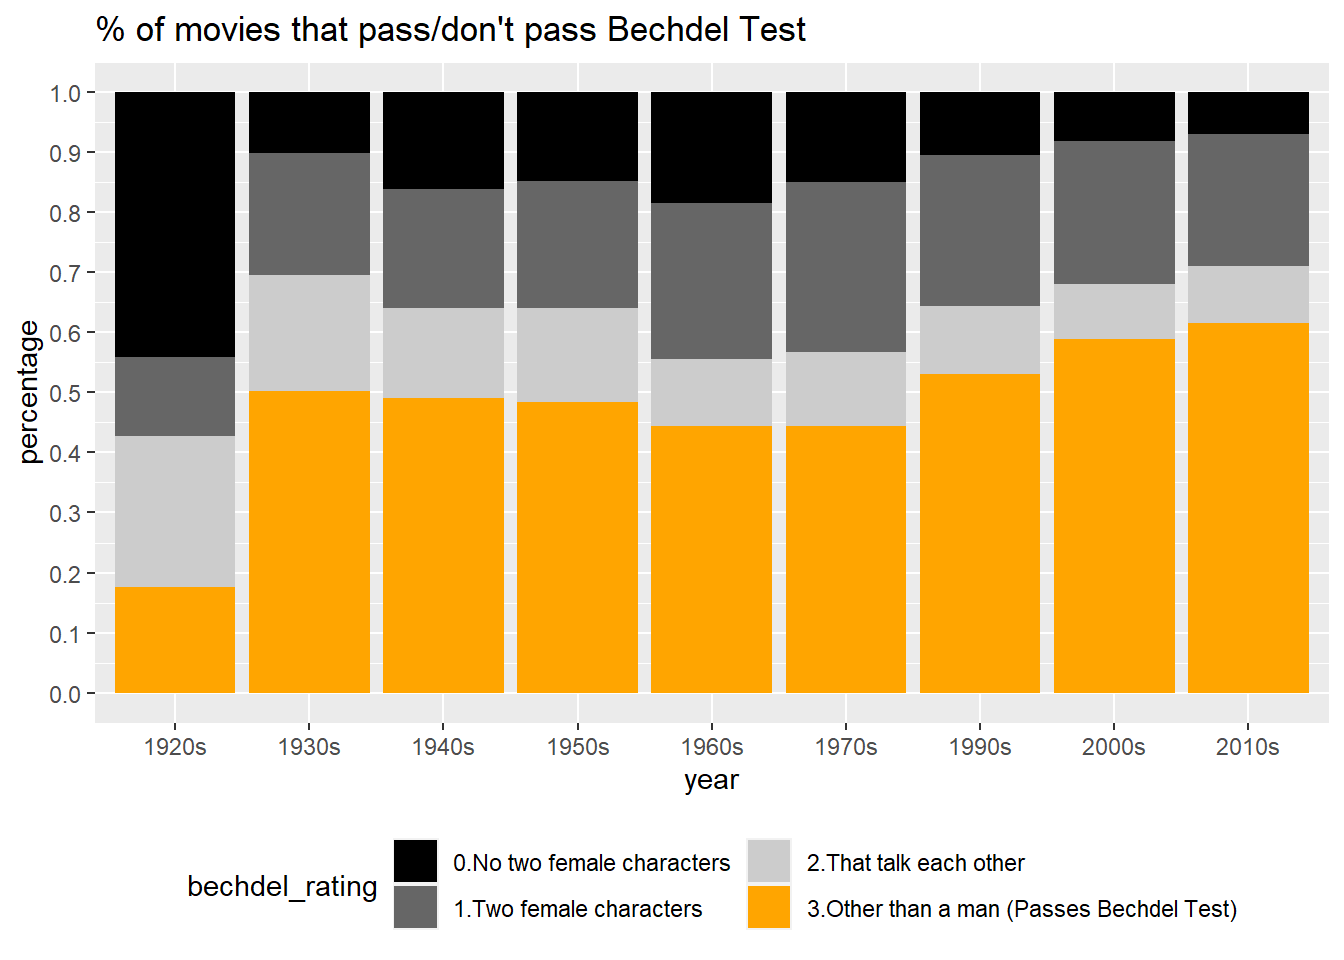 % of movies that pass/don't pass Bechdel Test
1.0
0.9
0.8
0.7
0.6
0.5
0.4
0.3
0.2
0.1
0.0
percentage
1920s 1930s 1940s 1950s 1960s 1970s 1990s 2000s 2010s
year
bechdel_rating
0.No two female characters
1.Two female characters
2.That talk each other
3.Other than a man (Passes Bechdel Test)